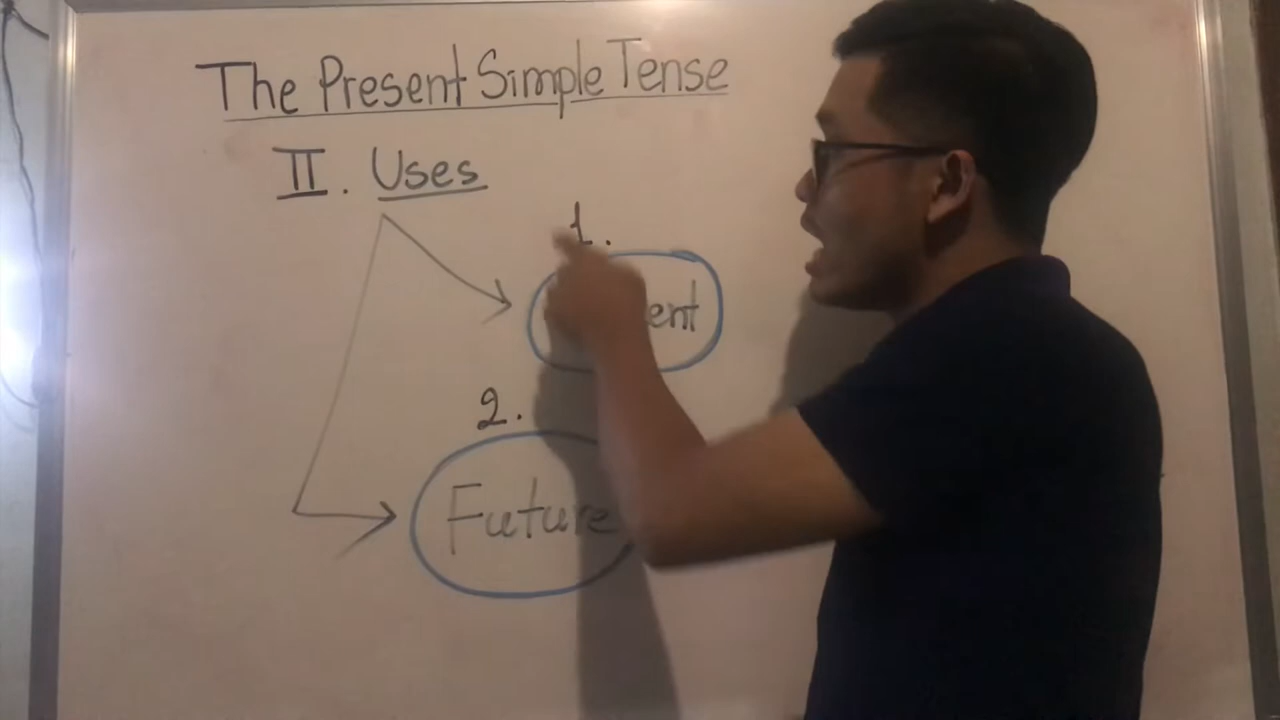 The Present Simple Tense
II. Uses
1.
2.
Future